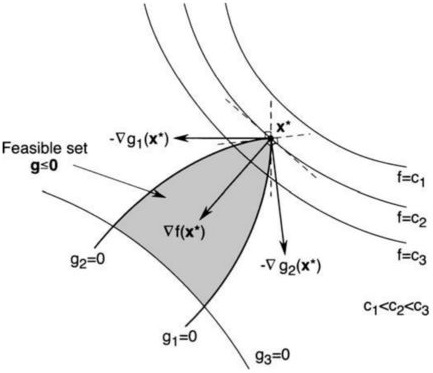 x*
-∇g₁(x*)
Feasible set
g≤0
f=c₁
f=c₂
∇f(x*)
f=c₃
g₂=0
-∇g₂(x*)
c₁<c₂<c₃
g₁=0
g₃=0